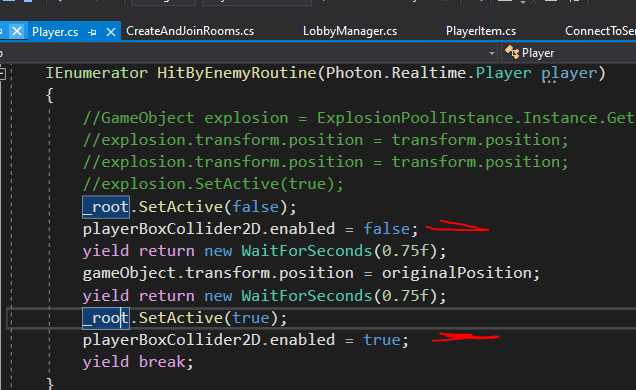 Player.cs
CreateAndJoinRooms.cs
LobbyManager.cs
PlayerItem.cs
ConnectToSer
Player
IEnumerator HitByEnemyRoutine(Photon.Realtime.Player player)
{
//GameObject explosion = ExplosionPoolInstance.Instance.Get
//explosion.transform.position = transform.position;
//explosion.transform.position = transform.position;
//explosion.SetActive(true);
_root.SetActive(false);
playerBoxCollider2D.enabled = false;
yield return new WaitForSeconds(0.75f);
gameObject.transform.position = originalPosition;
yield return new WaitForSeconds(0.75f);
_root.SetActive(true);
playerBoxCollider2D.enabled = true;
yield break;
}